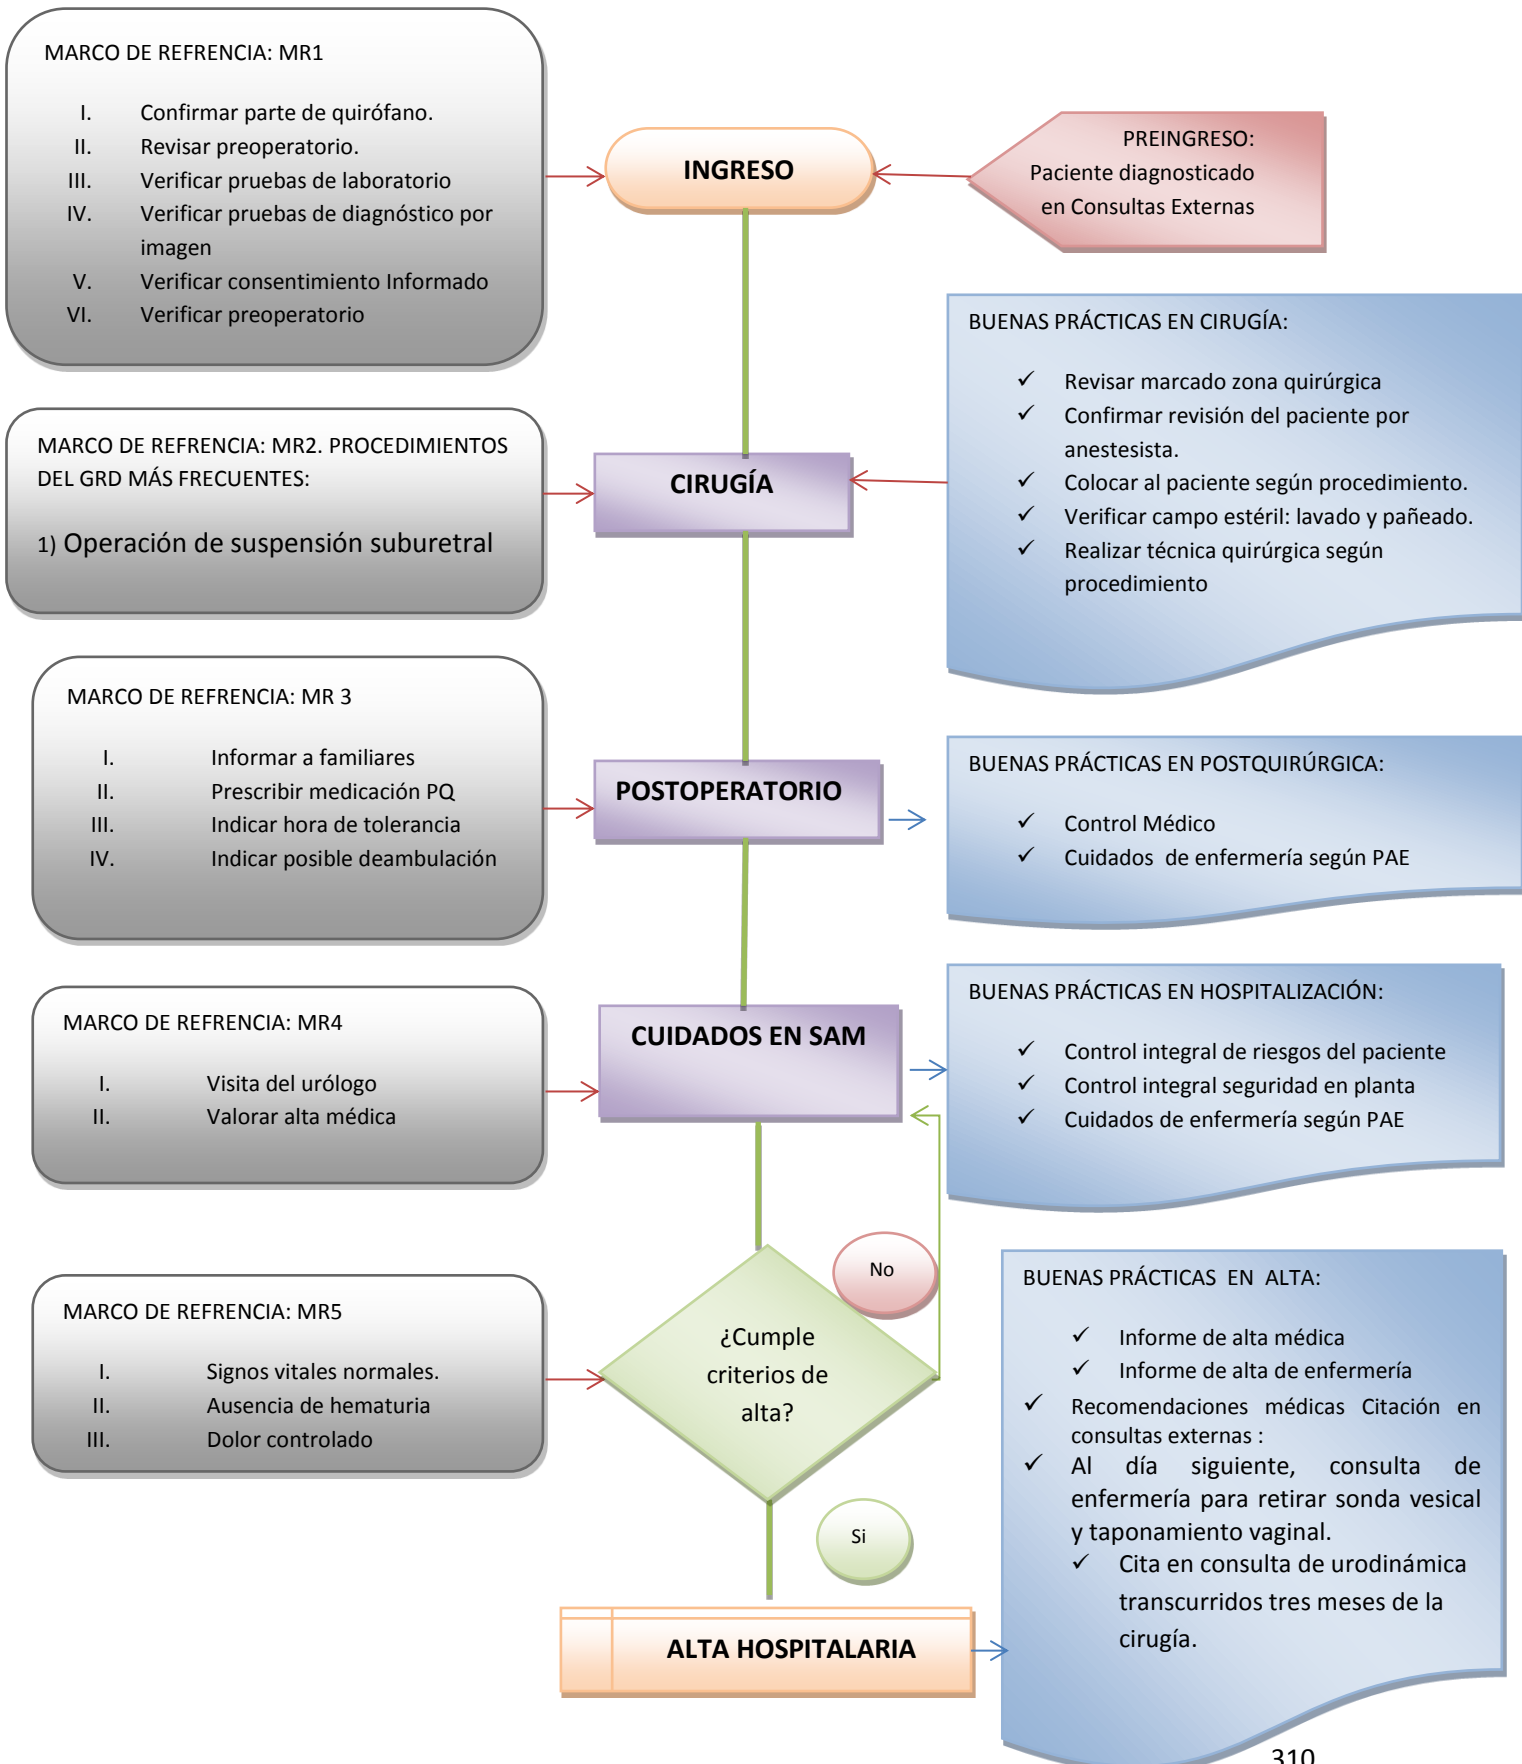 MARCO DE REFRENCIA: MR1
I. Confirmar parte de quirófano.
II. Revisar preoperatorio.
III. Verificar pruebas de laboratorio
IV. Verificar pruebas de diagnóstico por
imagen
V. Verificar consentimiento Informado
VI. Verificar preoperatorio
INGRESO
PREINGRESO:
Paciente diagnosticado
en Consultas Externas
MARCO DE REFRENCIA: MR2. PROCEDIMIENTOS
DEL GRD MÁS FRECUENTES:
1) Operación de suspensión suburetral
CIRUGÍA
BUENAS PRÁCTICAS EN CIRUGÍA:
✓ Revisar marcado zona quirúrgica
✓ Confirmar revisión del paciente por
anestesista.
✓ Colocar al paciente según procedimiento.
✓ Verificar campo estéril: lavado y pañeado.
✓ Realizar técnica quirúrgica según
procedimiento
MARCO DE REFRENCIA: MR 3
I. Informar a familiares
II. Prescribir medicación PQ
III. Indicar hora de tolerancia
IV. Indicar posible deambulación
POSTOPERATORIO
BUENAS PRÁCTICAS EN POSTQUIRÚRGICA:
✓ Control Médico
✓ Cuidados de enfermería según PAE
MARCO DE REFRENCIA: MR4
I. Visita del urólogo
II. Valorar alta médica
CUIDADOS EN SAM
BUENAS PRÁCTICAS EN HOSPITALIZACIÓN:
✓ Control integral de riesgos del paciente
✓ Control integral seguridad en planta
✓ Cuidados de enfermería según PAE
MARCO DE REFRENCIA: MR5
I. Signos vitales normales.
II. Ausencia de hematuria
III. Dolor controlado
¿Cumple
criterios de
alta?
No
Si
ALTA HOSPITALARIA
BUENAS PRÁCTICAS EN ALTA:
✓ Informe de alta médica
✓ Informe de alta de enfermería
✓ Recomendaciones médicas Citación en
consultas externas :
✓ Al día siguiente, consulta de
enfermería para retirar sonda vesical
y taponamiento vaginal.
✓ Cita en consulta de urodinámica
transcurridos tres meses de la
cirugía.
310